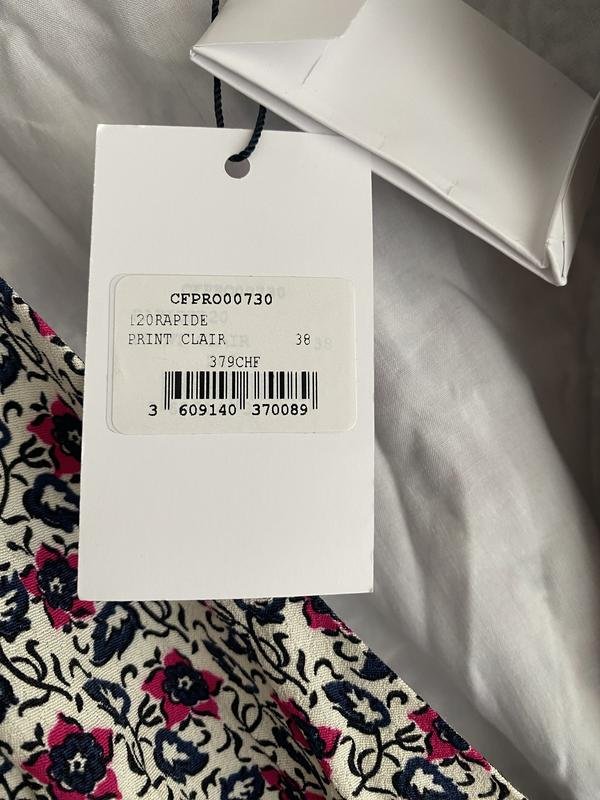 CFPRO00730
120RAPIDE
PRINT CLAIR 38
379CHF
3 609140 370089